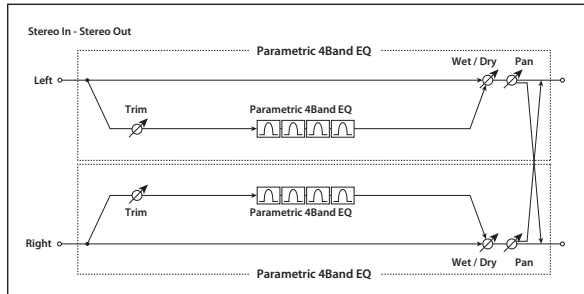 Stereo In - Stereo Out
Parametric 4Band EQ
Wet / Dry
Pan
Left
Trim
Parametric 4Band EQ
Trim
Parametric 4Band EQ
Right
Wet / Dry
Pan
Parametric 4Band EQ